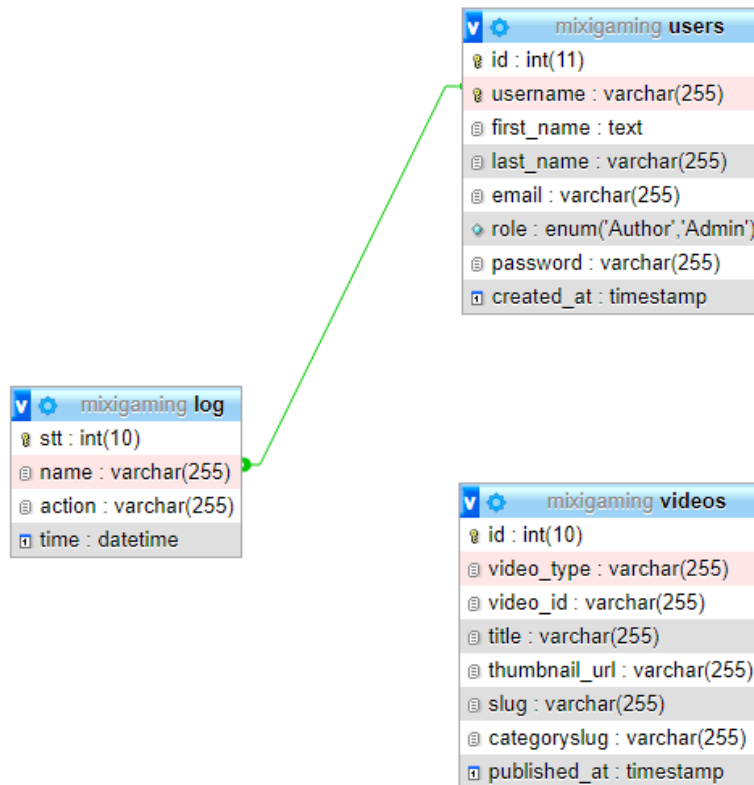 v mixigaming users
id : int(11)
username : varchar(255)
first_name : text
last_name : varchar(255)
email : varchar(255)
role : enum('Author','Admin')
password : varchar(255)
created_at : timestamp
v mixigaming log
stt : int(10)
name : varchar(255)
action : varchar(255)
time : datetime
v mixigaming videos
id : int(10)
video_type : varchar(255)
video_id : varchar(255)
title : varchar(255)
thumbnail_url : varchar(255)
slug : varchar(255)
categoryslug : varchar(255)
published_at : timestamp